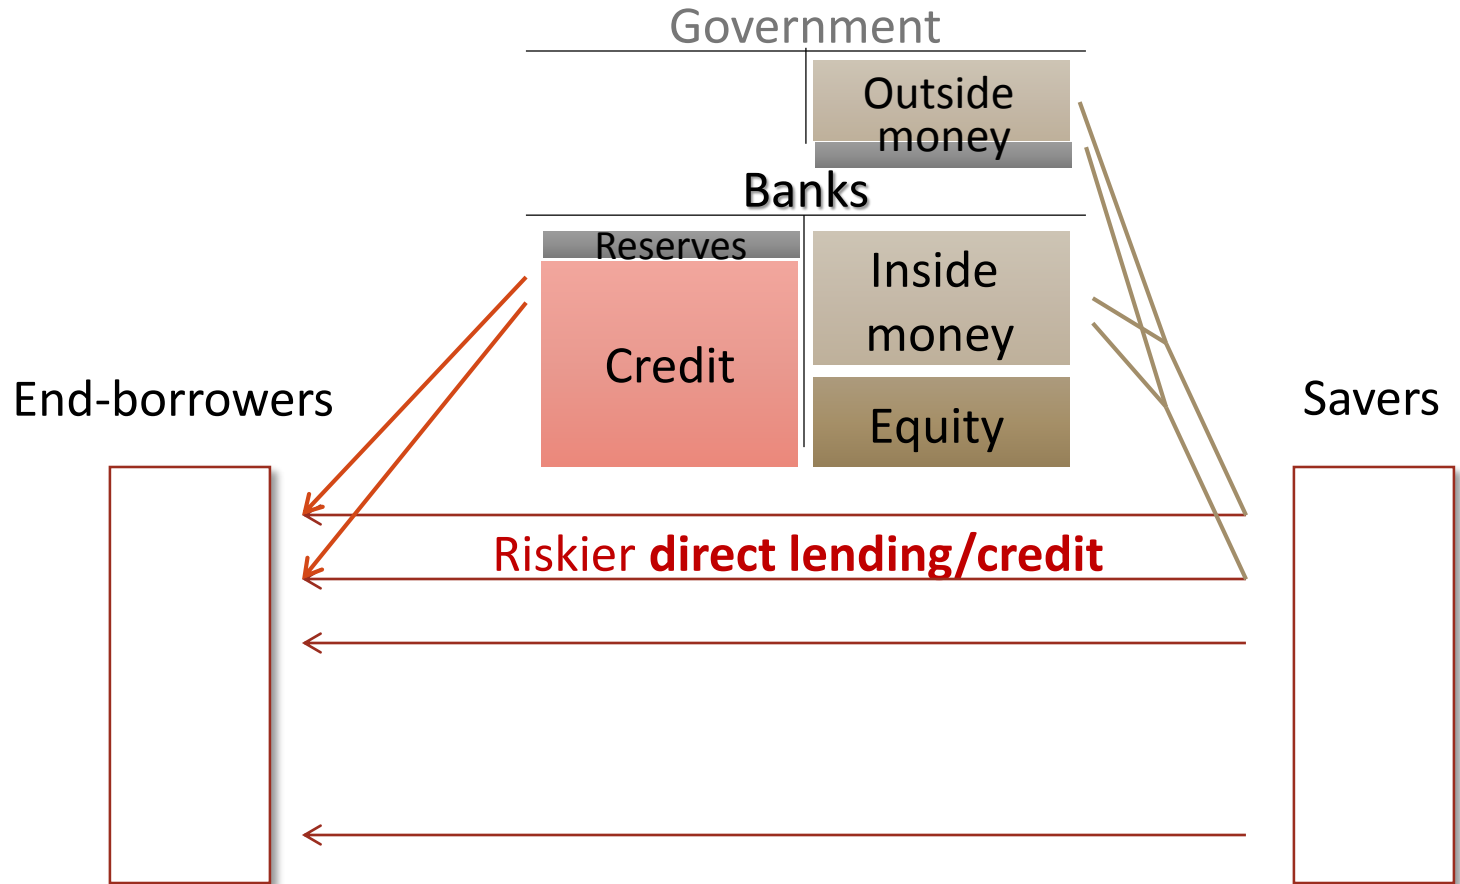 Government
Outside
money
Banks
Reserves
Inside
money
Credit
End-borrowers
Savers
Equity
Riskier direct lending/credit